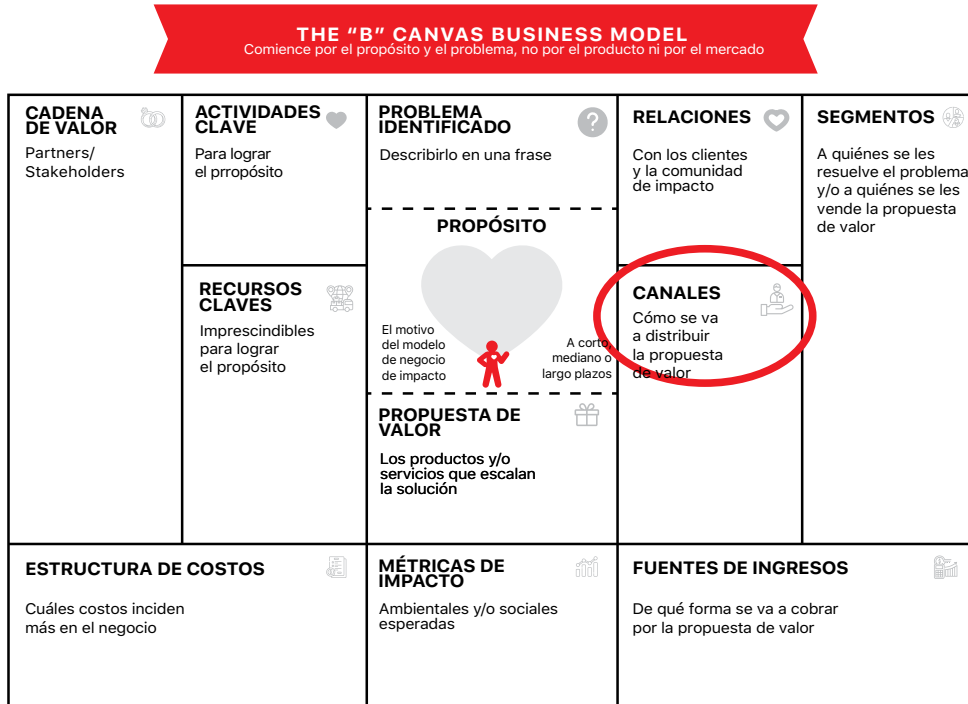 THE "B" CANVAS BUSINESS MODEL
Comience por el propósito y el problema, no por el producto ni por el mercado
CADENA
DE VALOR
Partners/
Stakeholders
ACTIVIDADES
CLAVE
Para lograr
el prropósito
RECURSOS
CLAVES
Imprescindibles
para lograr
el propósito
PROBLEMA
IDENTIFICADO
?
Describirlo en una frase
PROPÓSITO
El motivo
del modelo
de negocio
de impacto
A corto,
mediano o
largo plazos
PROPUESTA DE
VALOR
Los productos y/o
servicios que escalan
la solución
RELACIONES
Con los clientes
y la comunidad
de impacto
CANALES
Cómo se va
a distribuir
la propuesta
de valor
SEGMENTOS
A quiénes se les
resuelve el problema
y/o a quiénes se les
vende la propuesta
de valor
ESTRUCTURA DE COSTOS
Cuáles costos inciden
más en el negocio
MÉTRICAS DE
IMPACTO
Ambientales y/o sociales
esperadas
FUENTES DE INGRESOS
De qué forma se va a cobrar
por la propuesta de valor